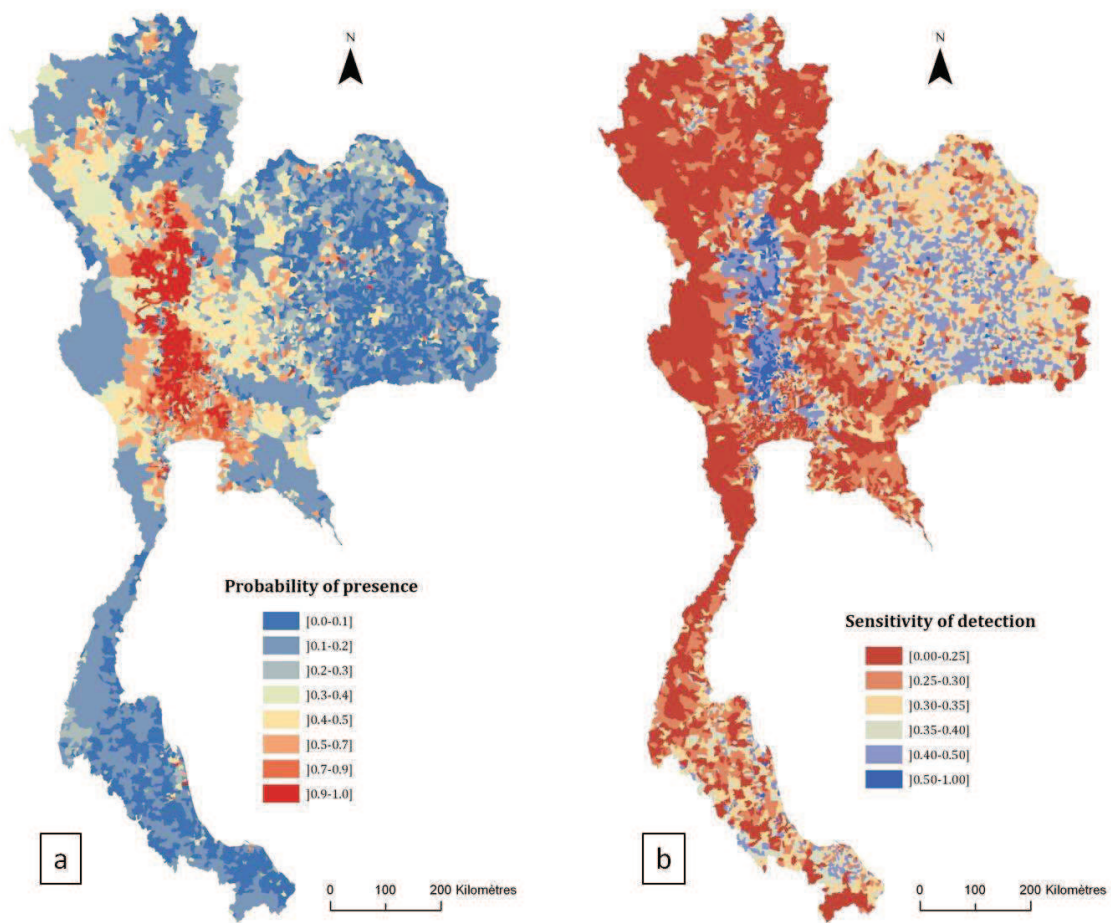 N
N
Probability of presence
]0.0-0.1]
]0.1-0.2]
]0.2-0.3]
]0.3-0.4]
]0.4-0.5]
]0.5-0.7]
]0.7-0.9]
]0.9-1.0]
Sensitivity of detection
]0.00-0.25]
]0.25-0.30]
]0.30-0.35]
]0.35-0.40]
]0.40-0.50]
]0.50-1.00]
a
0 100 200 Kilomètres
b
0 100 200 Kilomètres